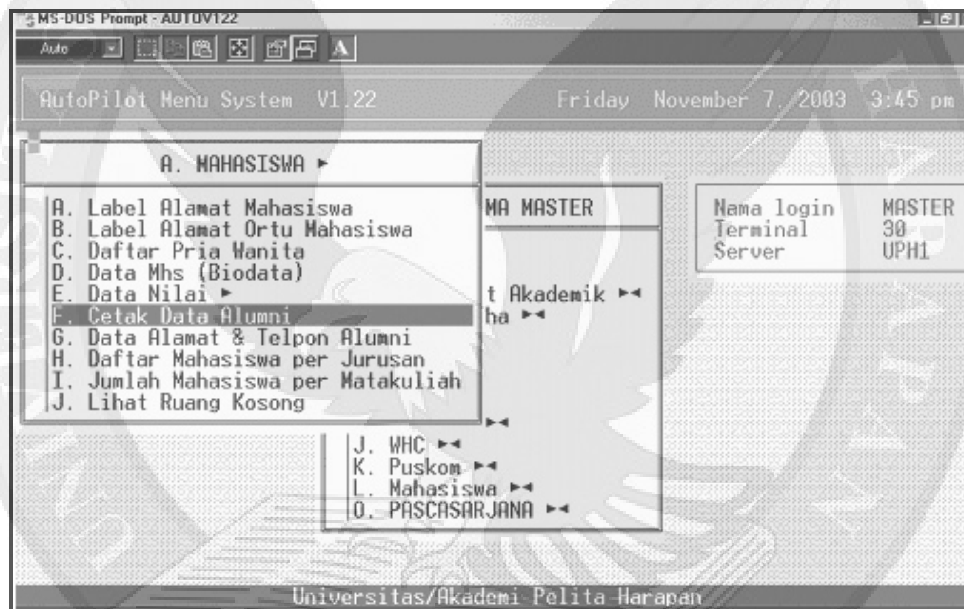 MS-DOS Prompt - AUTOV122
Auto
A
AutoPilot Menu System V1.22
Friday November 7, 2003 3:45 pm
A. MAHASISWA ►
A. Label Alamat Mahasiswa
B. Label Alamat Ortu Mahasiswa
C. Daftar Pria Wanita
D. Data Mhs (Biodata)
E. Data Nilai ►
F. Cetak Data Alumni
G. Data Alamat & Telpon Alumni
H. Daftar Mahasiswa per Jurusan
I. Jumlah Mahasiswa per Matakuliah
J. Lihat Ruang Kosong
MA MASTER
t Akademik ►◄
ha ►◄
►◄
J. WHC ►◄
K. Puskom ►◄
L. Mahasiswa ►◄
O. PASCASARJANA ►◄
Nama login MASTER
Terminal 30
Server UPH1
Universitas/Akademi Pelita Harapan